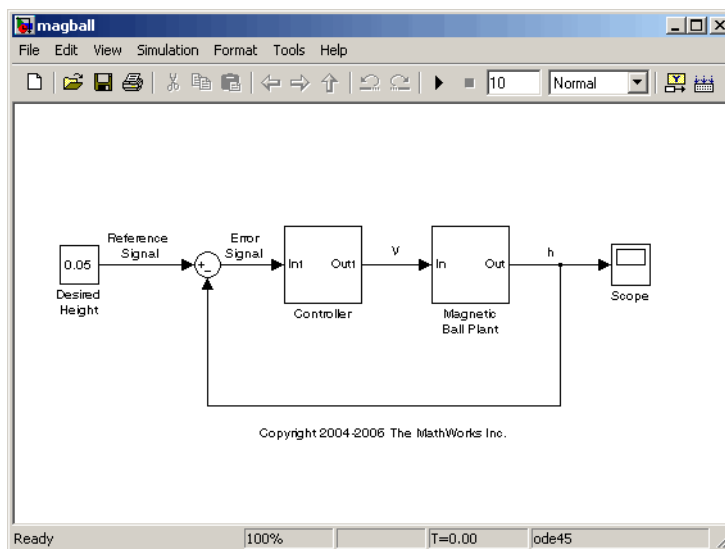 magball
File Edit View Simulation Format Tools Help
10 Normal
Reference
Signal
Error
Signal
0.05
+
-
In1 Out1
V
In Out
h
Desired
Height
Controller
Magnetic
Ball Plant
Scope
Copyright 2004-2006 The MathWorks Inc.
Ready 100% T=0.00 ode45